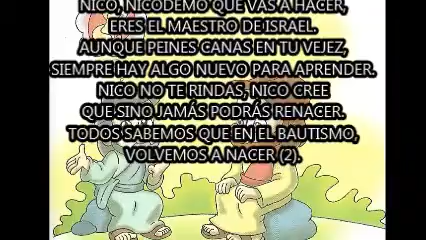 NICO, NICODEMO QUE VAS A HACER,
ERES EL MAESTRO DE ISRAEL.
AUNQUE PEINES CANAS EN TU VEJEZ,
SIEMPRE HAY ALGO NUEVO PARA APRENDER.
NICO NO TE RINDAS, NICO CREE
QUE SINO JAMÁS PODRÁS RENACER.
TODOS SABEMOS QUE EN EL BAUTISMO,
VOLVEMOS A NACER (2).